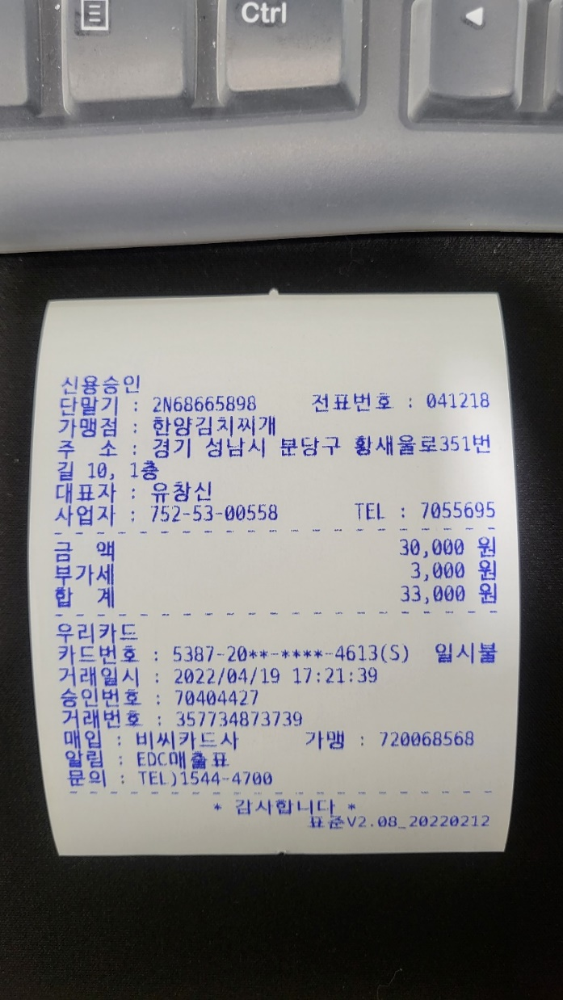 Ctrl
신용승인
단말기 : 2N68665898 전표번호 : 041218
가맹점 : 한양김치찌개
주 소 : 경기 성남시 분당구 황새울로351번
길 10, 1층
대표자 : 유창신
사업자 : 752-53-00558 TEL : 7055695
금 액 30,000 원
부가세 3,000 원
합 계 33,000 원
우리카드
카드번호 : 5387-20**-****-4613(S) 일시불
거래일시 : 2022/04/19 17:21:39
승인번호 : 70404427
거래번호 : 357734873739
매입 : 비씨카드사 가맹 : 720068568
알림 : EDC매출표
문의 : TEL)1544-4700
* 감사합니다 *
표준V2.08_20220212